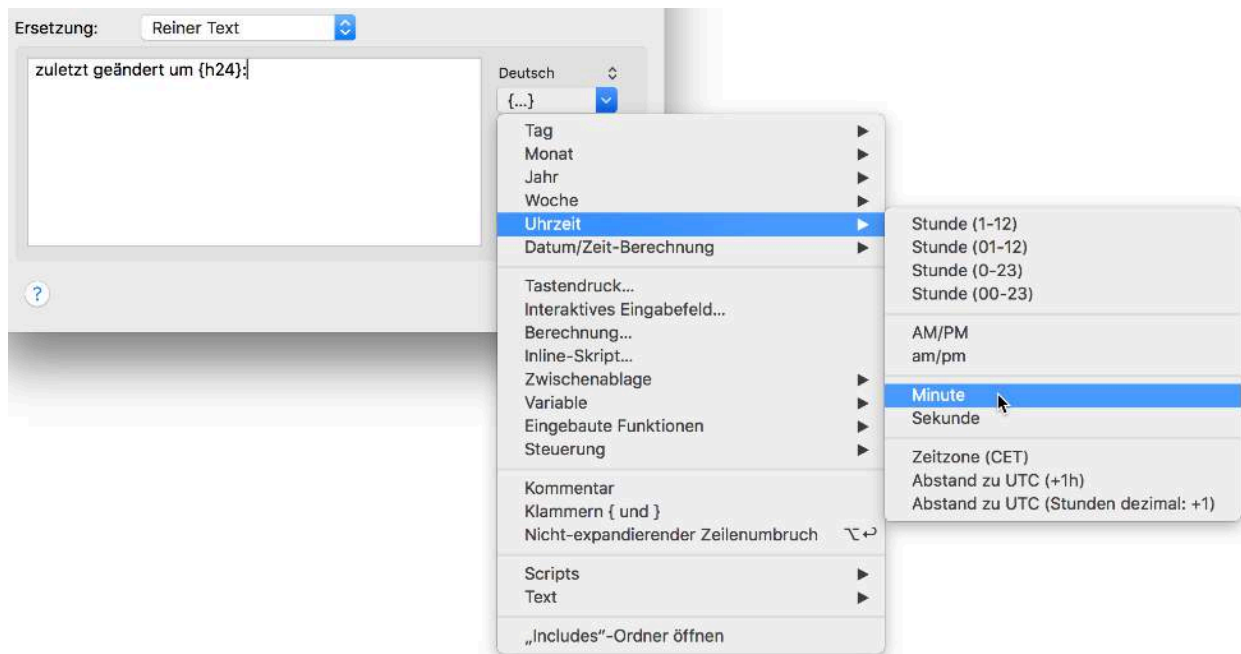 Ersetzung: Reiner Text
zuletzt geändert um {h24}:
Deutsch
{...}
Tag
Monat
Jahr
Woche
Uhrzeit
Datum/Zeit-Berechnung
Tastendruck...
Interaktives Eingabefeld...
Berechnung...
Inline-Skript...
Zwischenablage
Variable
Eingebaute Funktionen
Steuerung
Kommentar
Klammern { und }
Nicht-expandierender Zeilenumbruch ⌥↩
Scripts
Text
„Includes"-Ordner öffnen
Stunde (1-12)
Stunde (01-12)
Stunde (0-23)
Stunde (00-23)
AM/PM
am/pm
Minute
Sekunde
Zeitzone (CET)
Abstand zu UTC (+1h)
Abstand zu UTC (Stunden dezimal: +1)
?